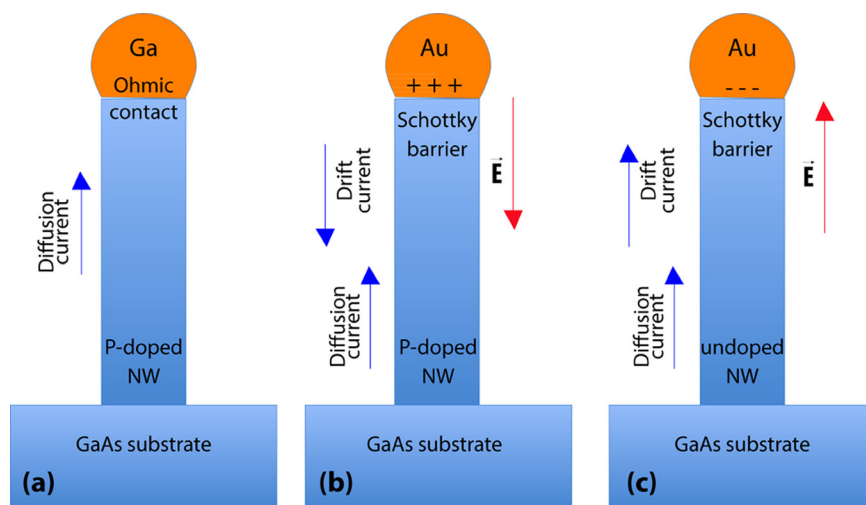 Ga
Ohmic
contact
Diffusion
current
P-doped
NW
GaAs substrate
(a)
Au
+ + +
Schottky
barrier
Drift
current
E
Diffusion
current
P-doped
NW
GaAs substrate
(b)
Au
- - -
Schottky
barrier
Drift
current
E
Diffusion
current
undoped
NW
GaAs substrate
(c)